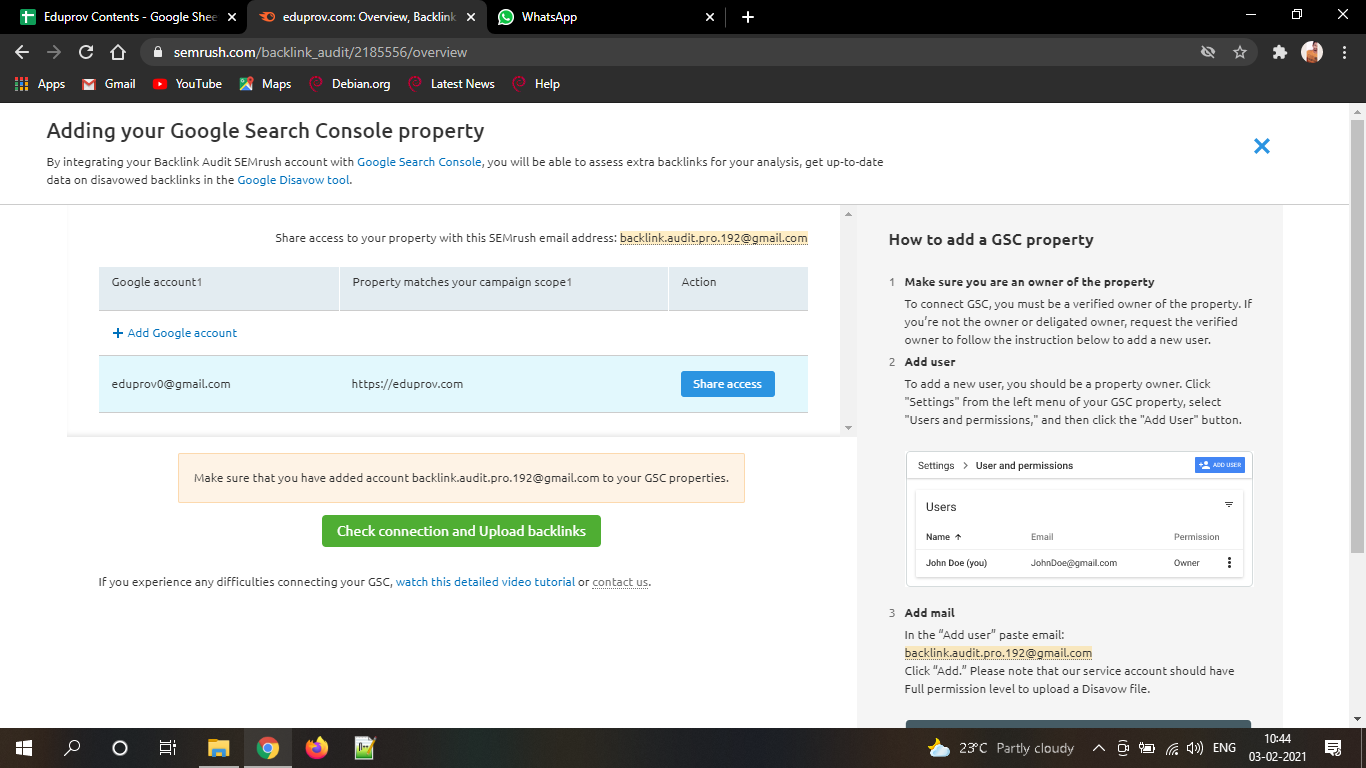 Eduprov Contents - Google Shee
eduprov.com: Overview, Backlink
WhatsApp
semrush.com/backlink_audit/2185556/overview
Apps
Gmail
YouTube
Maps
Debian.org
Latest News
Help
Adding your Google Search Console property
By integrating your Backlink Audit SEMrush account with Google Search Console, you will be able to assess extra backlinks for your analysis, get up-to-date
data on disavowed backlinks in the Google Disavow tool.
Share access to your property with this SEMrush email address: backlink.audit.pro.192@gmail.com
Google account1
Property matches your campaign scope1
Action
+ Add Google account
eduprov0@gmail.com
https://eduprov.com
Share access
Make sure that you have added account backlink.audit.pro.192@gmail.com to your GSC properties.
Check connection and Upload backlinks
If you experience any difficulties connecting your GSC, watch this detailed video tutorial or contact us.
How to add a GSC property
1 Make sure you are an owner of the property
To connect GSC, you must be a verified owner of the property. If
you're not the owner or deligated owner, request the verified
owner to follow the instruction below to add a new user.
2 Add user
To add a new user, you should be a property owner. Click
"Settings" from the left menu of your GSC property, select
"Users and permissions," and then click the "Add User" button.
Settings > User and permissions
ADD USER
Users
Name
Email
Permission
John Doe (you)
JohnDoe@gmail.com
Owner
3 Add mail
In the “Add user” paste email:
backlink.audit.pro.192@gmail.com
Click “Add.” Please note that our service account should have
Full permission level to upload a Disavow file.
23°C Partly cloudy
ENG
10:44
03-02-2021